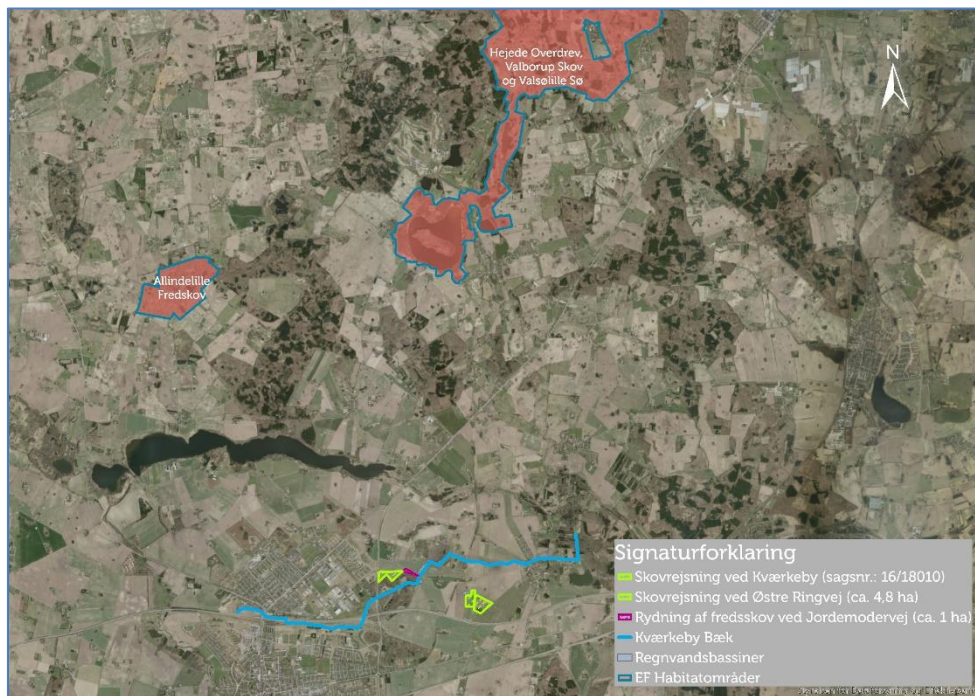 Hejede Overdrev,
Valborup Skov
og Valsølille Sø
N
Allindelille
Fredskov
Signaturforklaring
Skovrejsning ved Kværkeby (sagsnr.: 16/18010)
Skovrejsning ved Østre Ringvej (ca. 4,8 ha)
Rydning af fredsskov ved Jordemodervej (ca. 1 ha)
Kværkeby Bæk
Regnvandsbassiner
EF Habitatområder